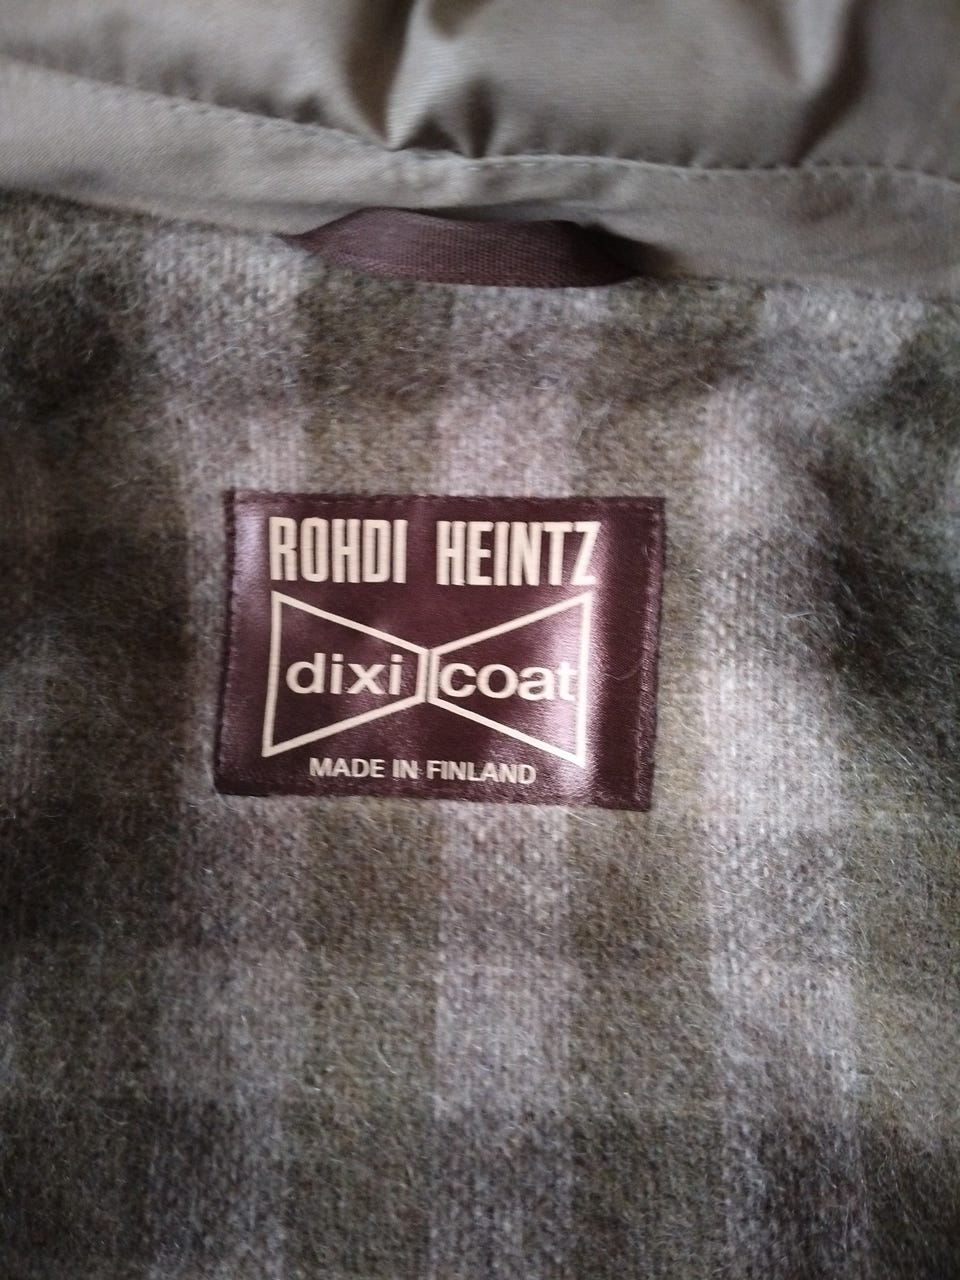 ROHDI HEINTZ
dixi coat
MADE IN FINLAND